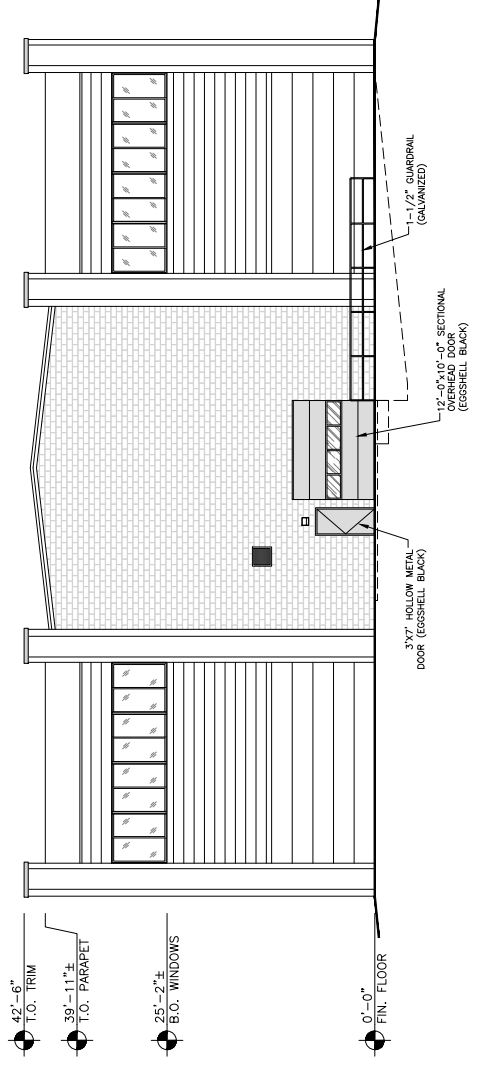 42'-6"
T.O. TRIM
39'-11"±
T.O. PARAPET
25'-2"±
B.O. WINDOWS
0'-0"
FIN. FLOOR
3'X7' HOLLOW METAL
DOOR (EGGSHELL BLACK)
12'-0"x10'-0" SECTIONAL
OVERHEAD DOOR
(EGGSHELL BLACK)
1-1/2" GUARDRAIL
(GALVANIZED)